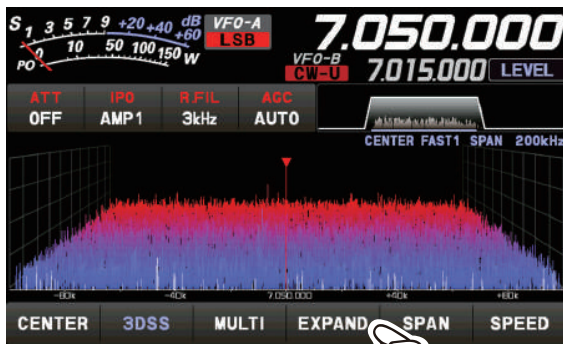 S 1 3 5 7 9 +20 +40 +60 dB
PO 0 10 50 100 150 W
VFO-A
LSB
7.050.000
VFO-B
CW-U
7.015.000
LEVEL
ATT IPO R.FIL AGC
OFF AMP1 3kHz AUTO
CENTER FAST1 SPAN 200kHz
-80k -40k 7.050.000 +40k +80k
CENTER 3DSS MULTI EXPAND SPAN SPEED